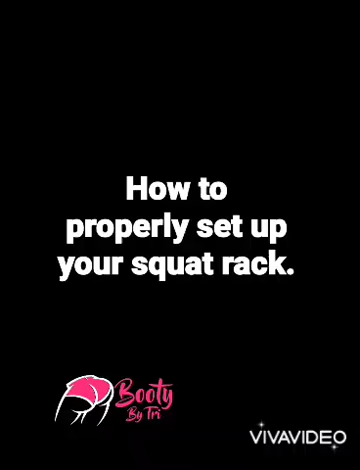 How to
properly set up
your squat rack.
Booty
By Tri
VIVAVIDEO